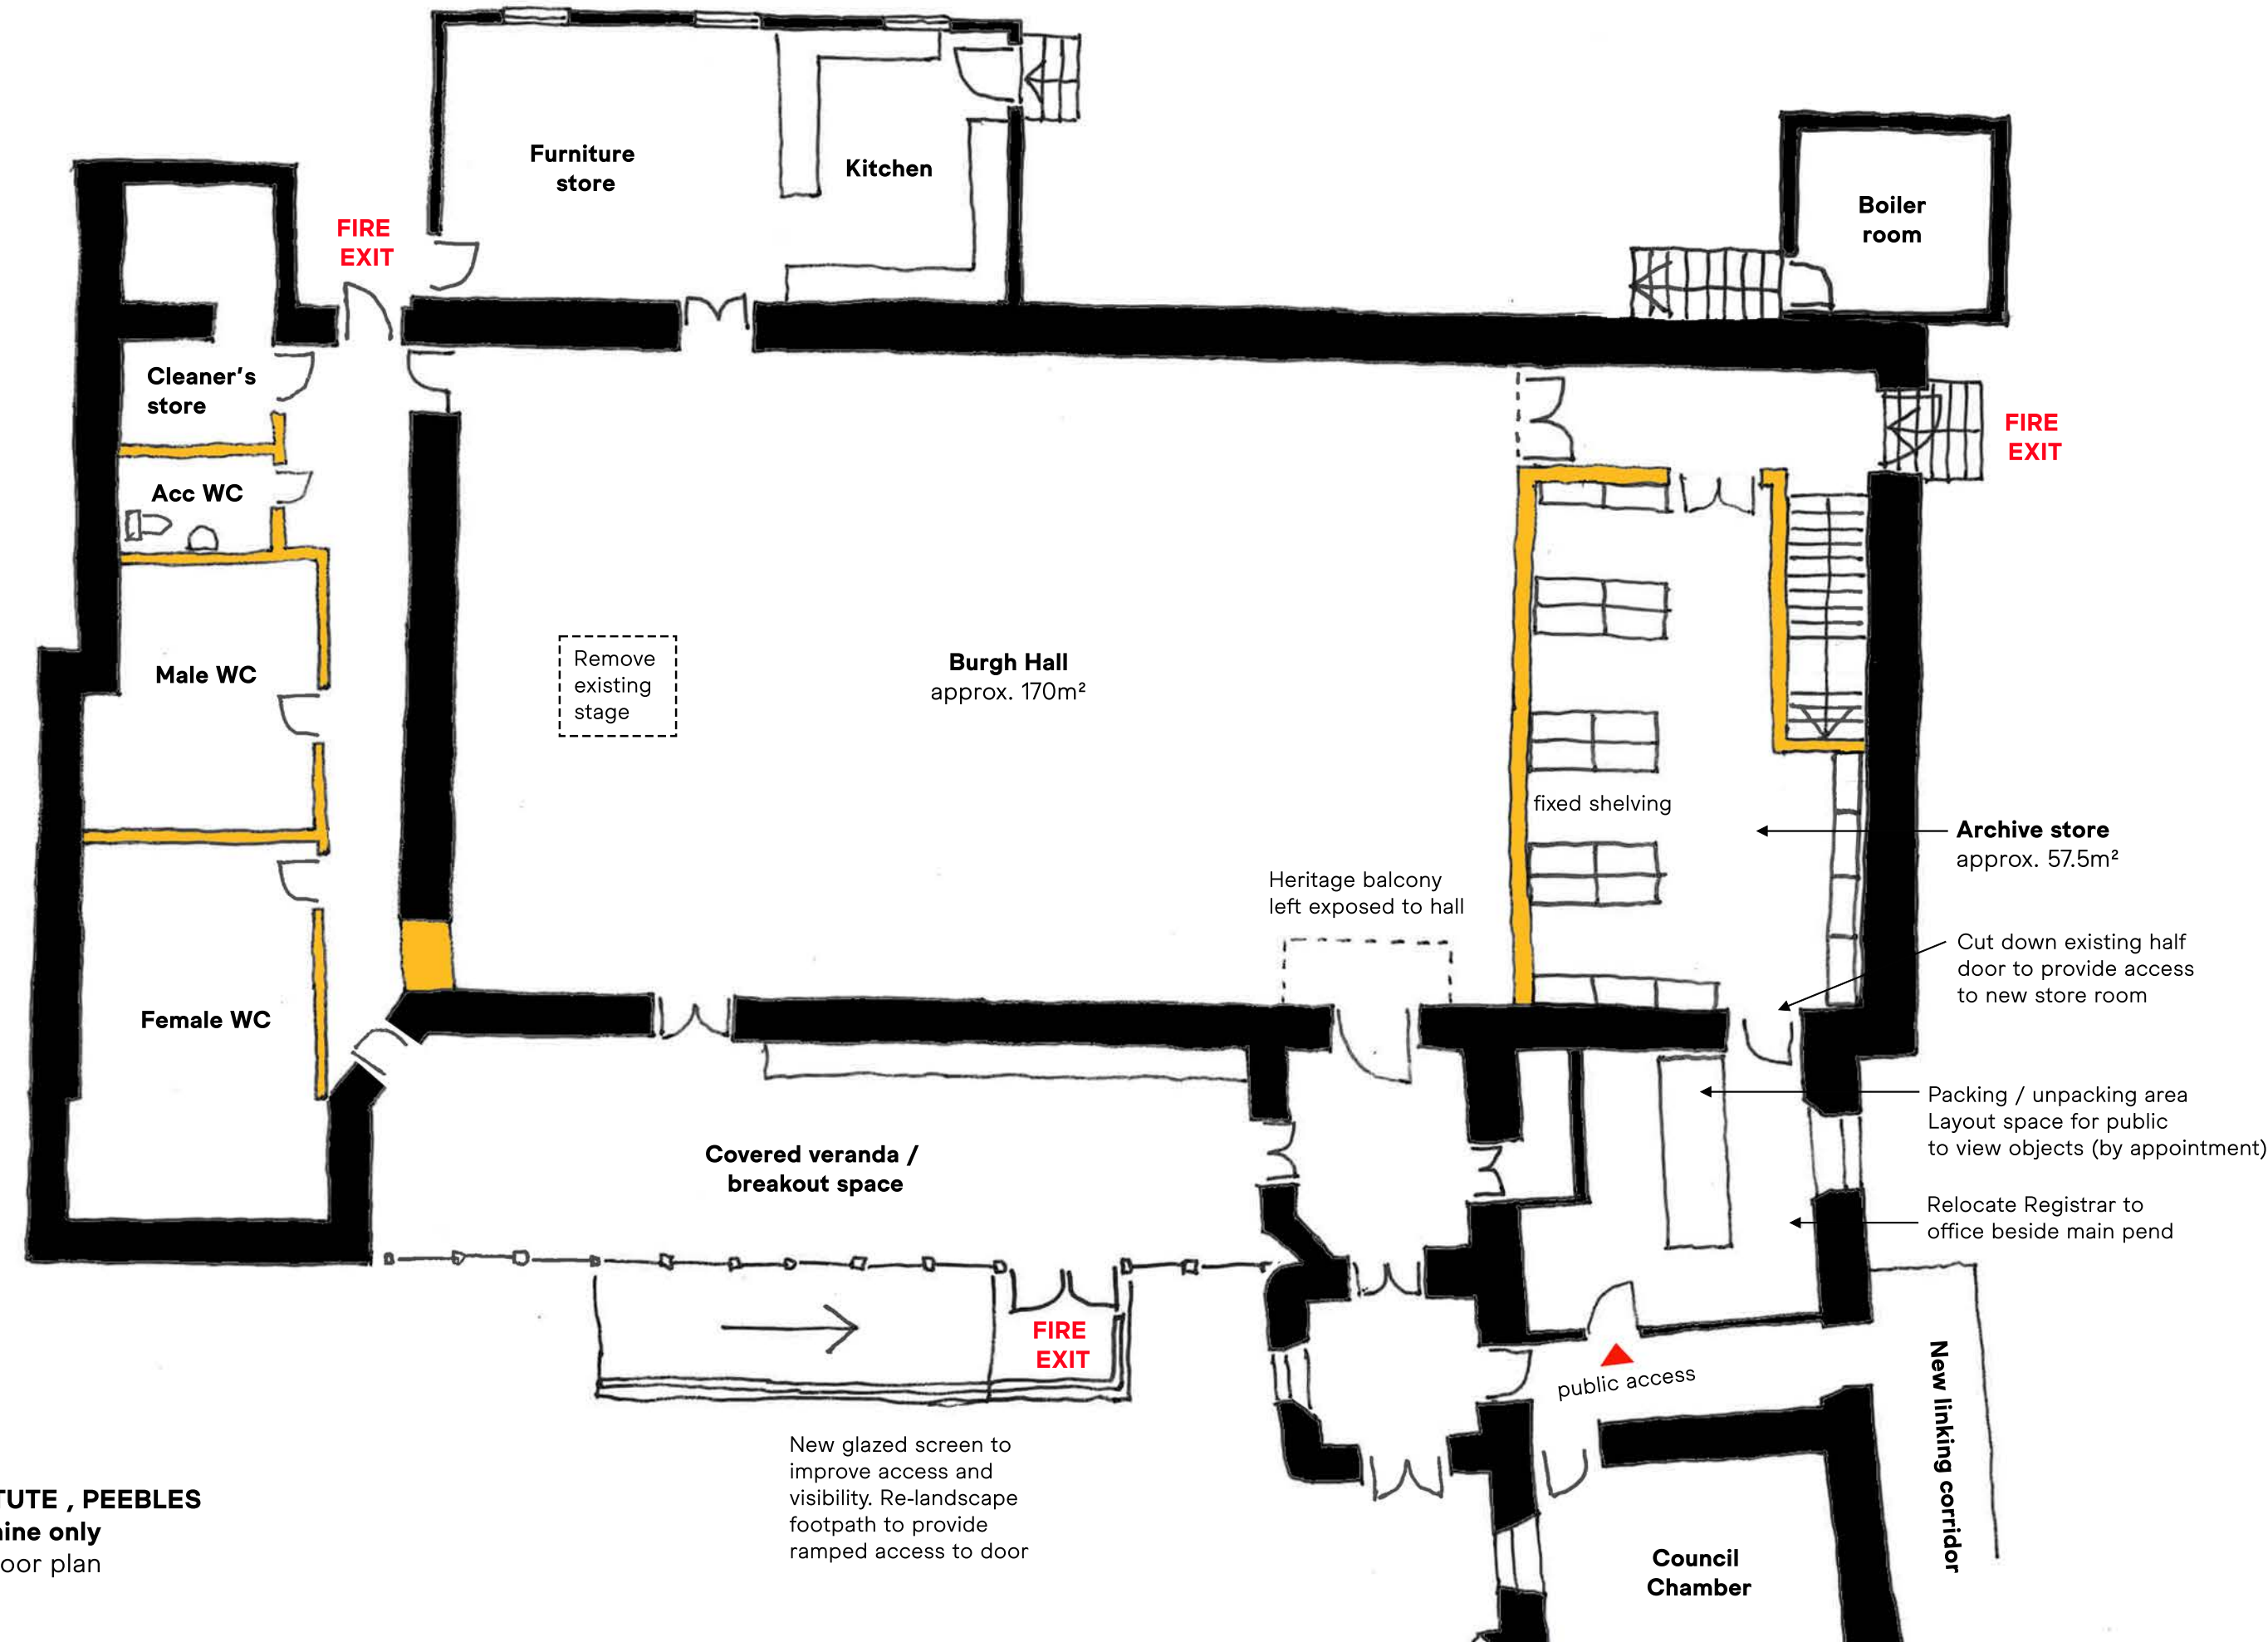 Furniture
store
Kitchen
Boiler
room
FIRE
EXIT
Cleaner's
store
FIRE
EXIT
Acc WC
Male WC
Remove
existing
stage
Burgh Hall
approx. 170m²
fixed shelving
Archive store
approx. 57.5m²
Heritage balcony
left exposed to hall
Cut down existing half
door to provide access
to new store room
Female WC
Packing / unpacking area
Layout space for public
to view objects (by appointment)
Covered veranda /
breakout space
Relocate Registrar to
office beside main pend
FIRE
EXIT
public access
New linking corridor
New glazed screen to
improve access and
visibility. Re-landscape
footpath to provide
ramped access to door
TUTE , PEEBLES
nine only
oor plan
Council
Chamber